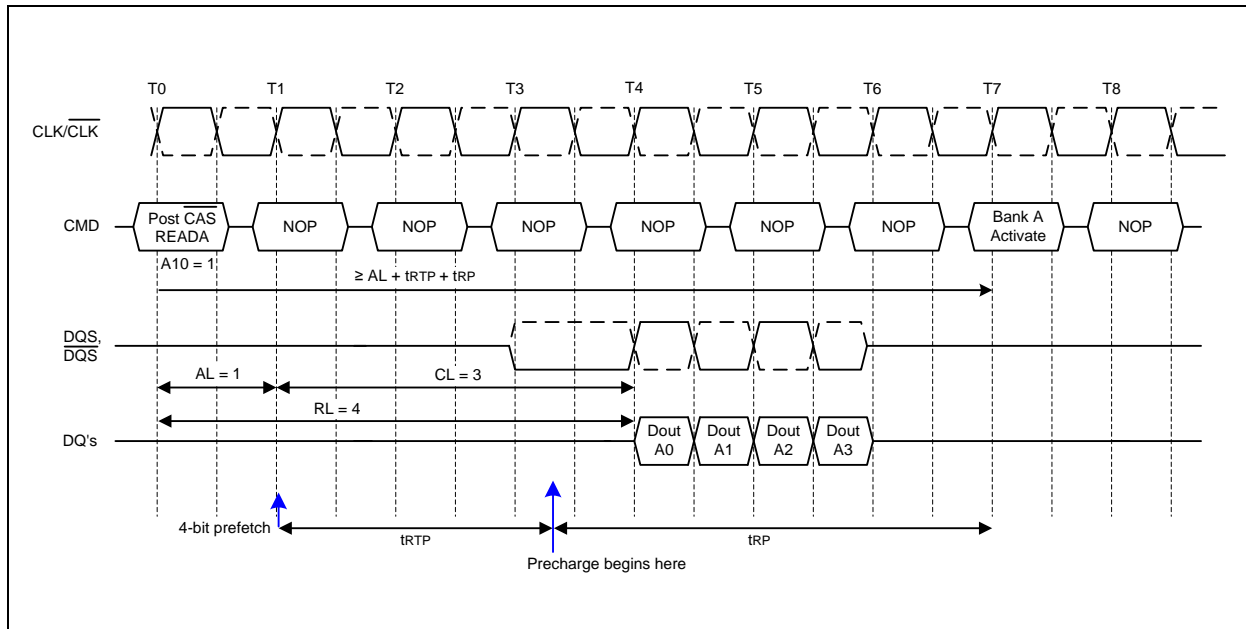 T0 T1 T2 T3 T4 T5 T6 T7 T8
CLK/CLK
CMD
Post CAS
READA
NOP NOP NOP NOP NOP NOP
Bank A
Activate
NOP
A10 = 1
≥ AL + tRTP + tRP
DQS,
DQS
AL = 1
CL = 3
RL = 4
DQ's
Dout
A0
Dout
A1
Dout
A2
Dout
A3
4-bit prefetch
tRTP
tRP
Precharge begins here